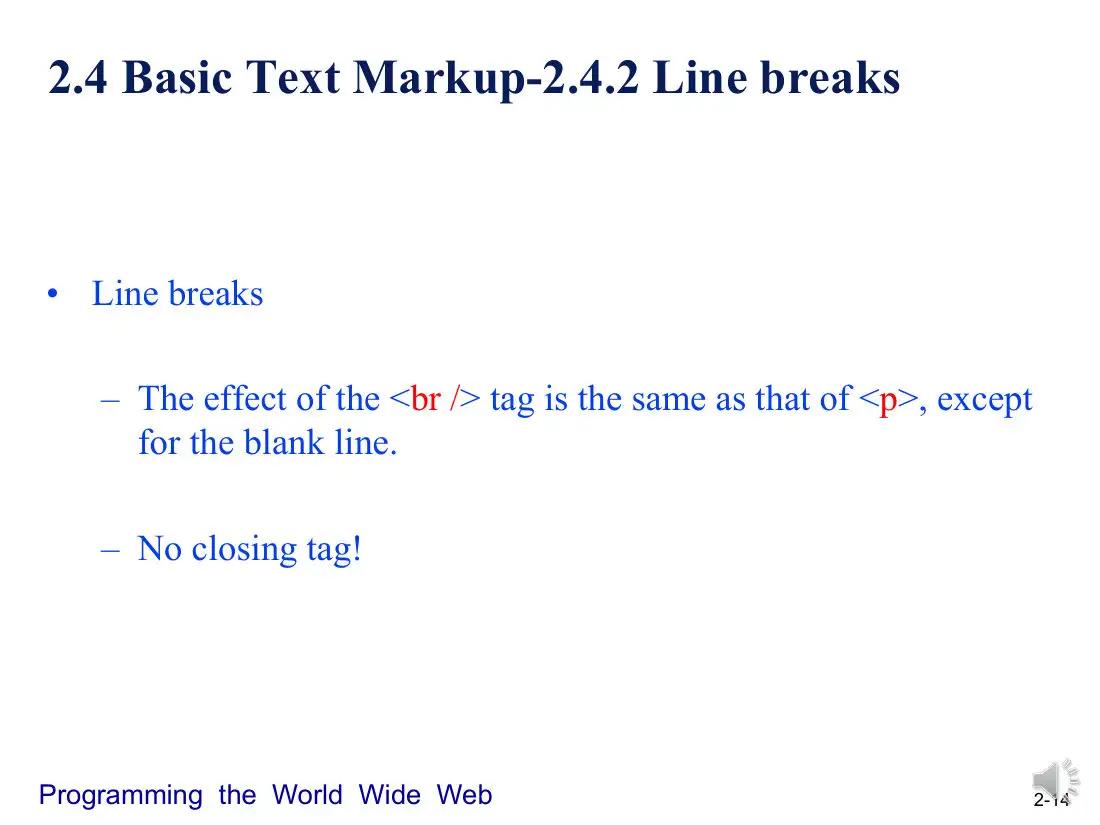 2.4 Basic Text Markup-2.4.2 Line breaks
• Line breaks
– The effect of the <br /> tag is the same as that of <p>, except
for the blank line.
– No closing tag!
Programming the World Wide Web
2-14